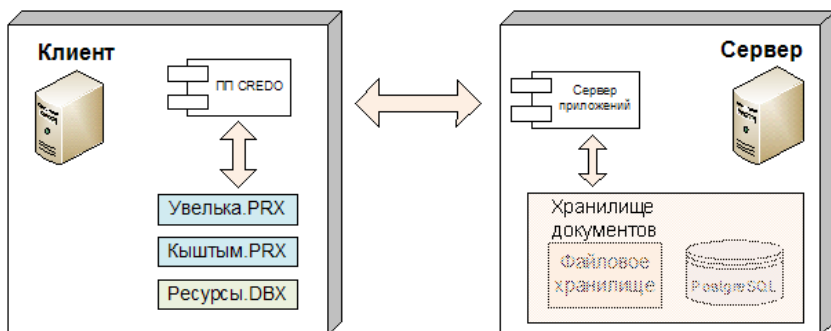 Клиент
ПП CREDO
Увелька.PRX
Кыштым.PRX
Ресурсы.DBX
Сервер
Сервер
приложений
Хранилище
документов
Файловое
хранилище
PostgreSQL